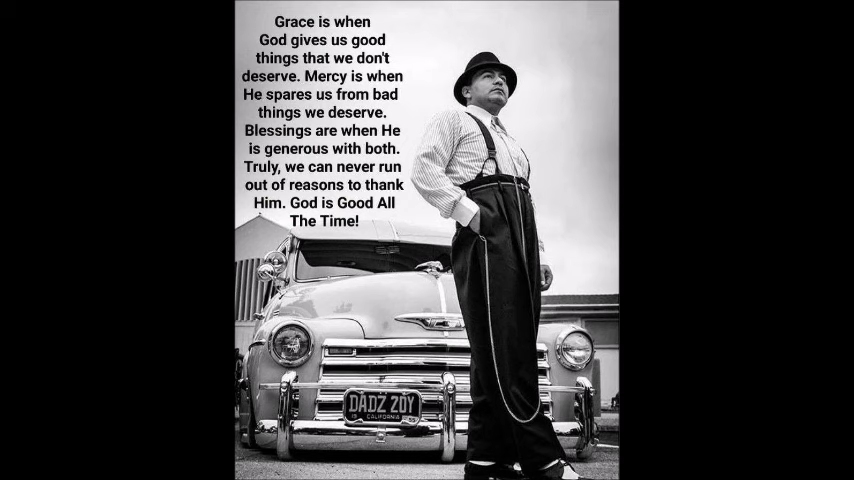 Grace is when
God gives us good
things that we don't
deserve. Mercy is when
He spares us from bad
things we deserve.
Blessings are when He
is generous with both.
Truly, we can never run
out of reasons to thank
Him. God is Good All
The Time!
DADZ 20Y
19 CALIFORNIA 55